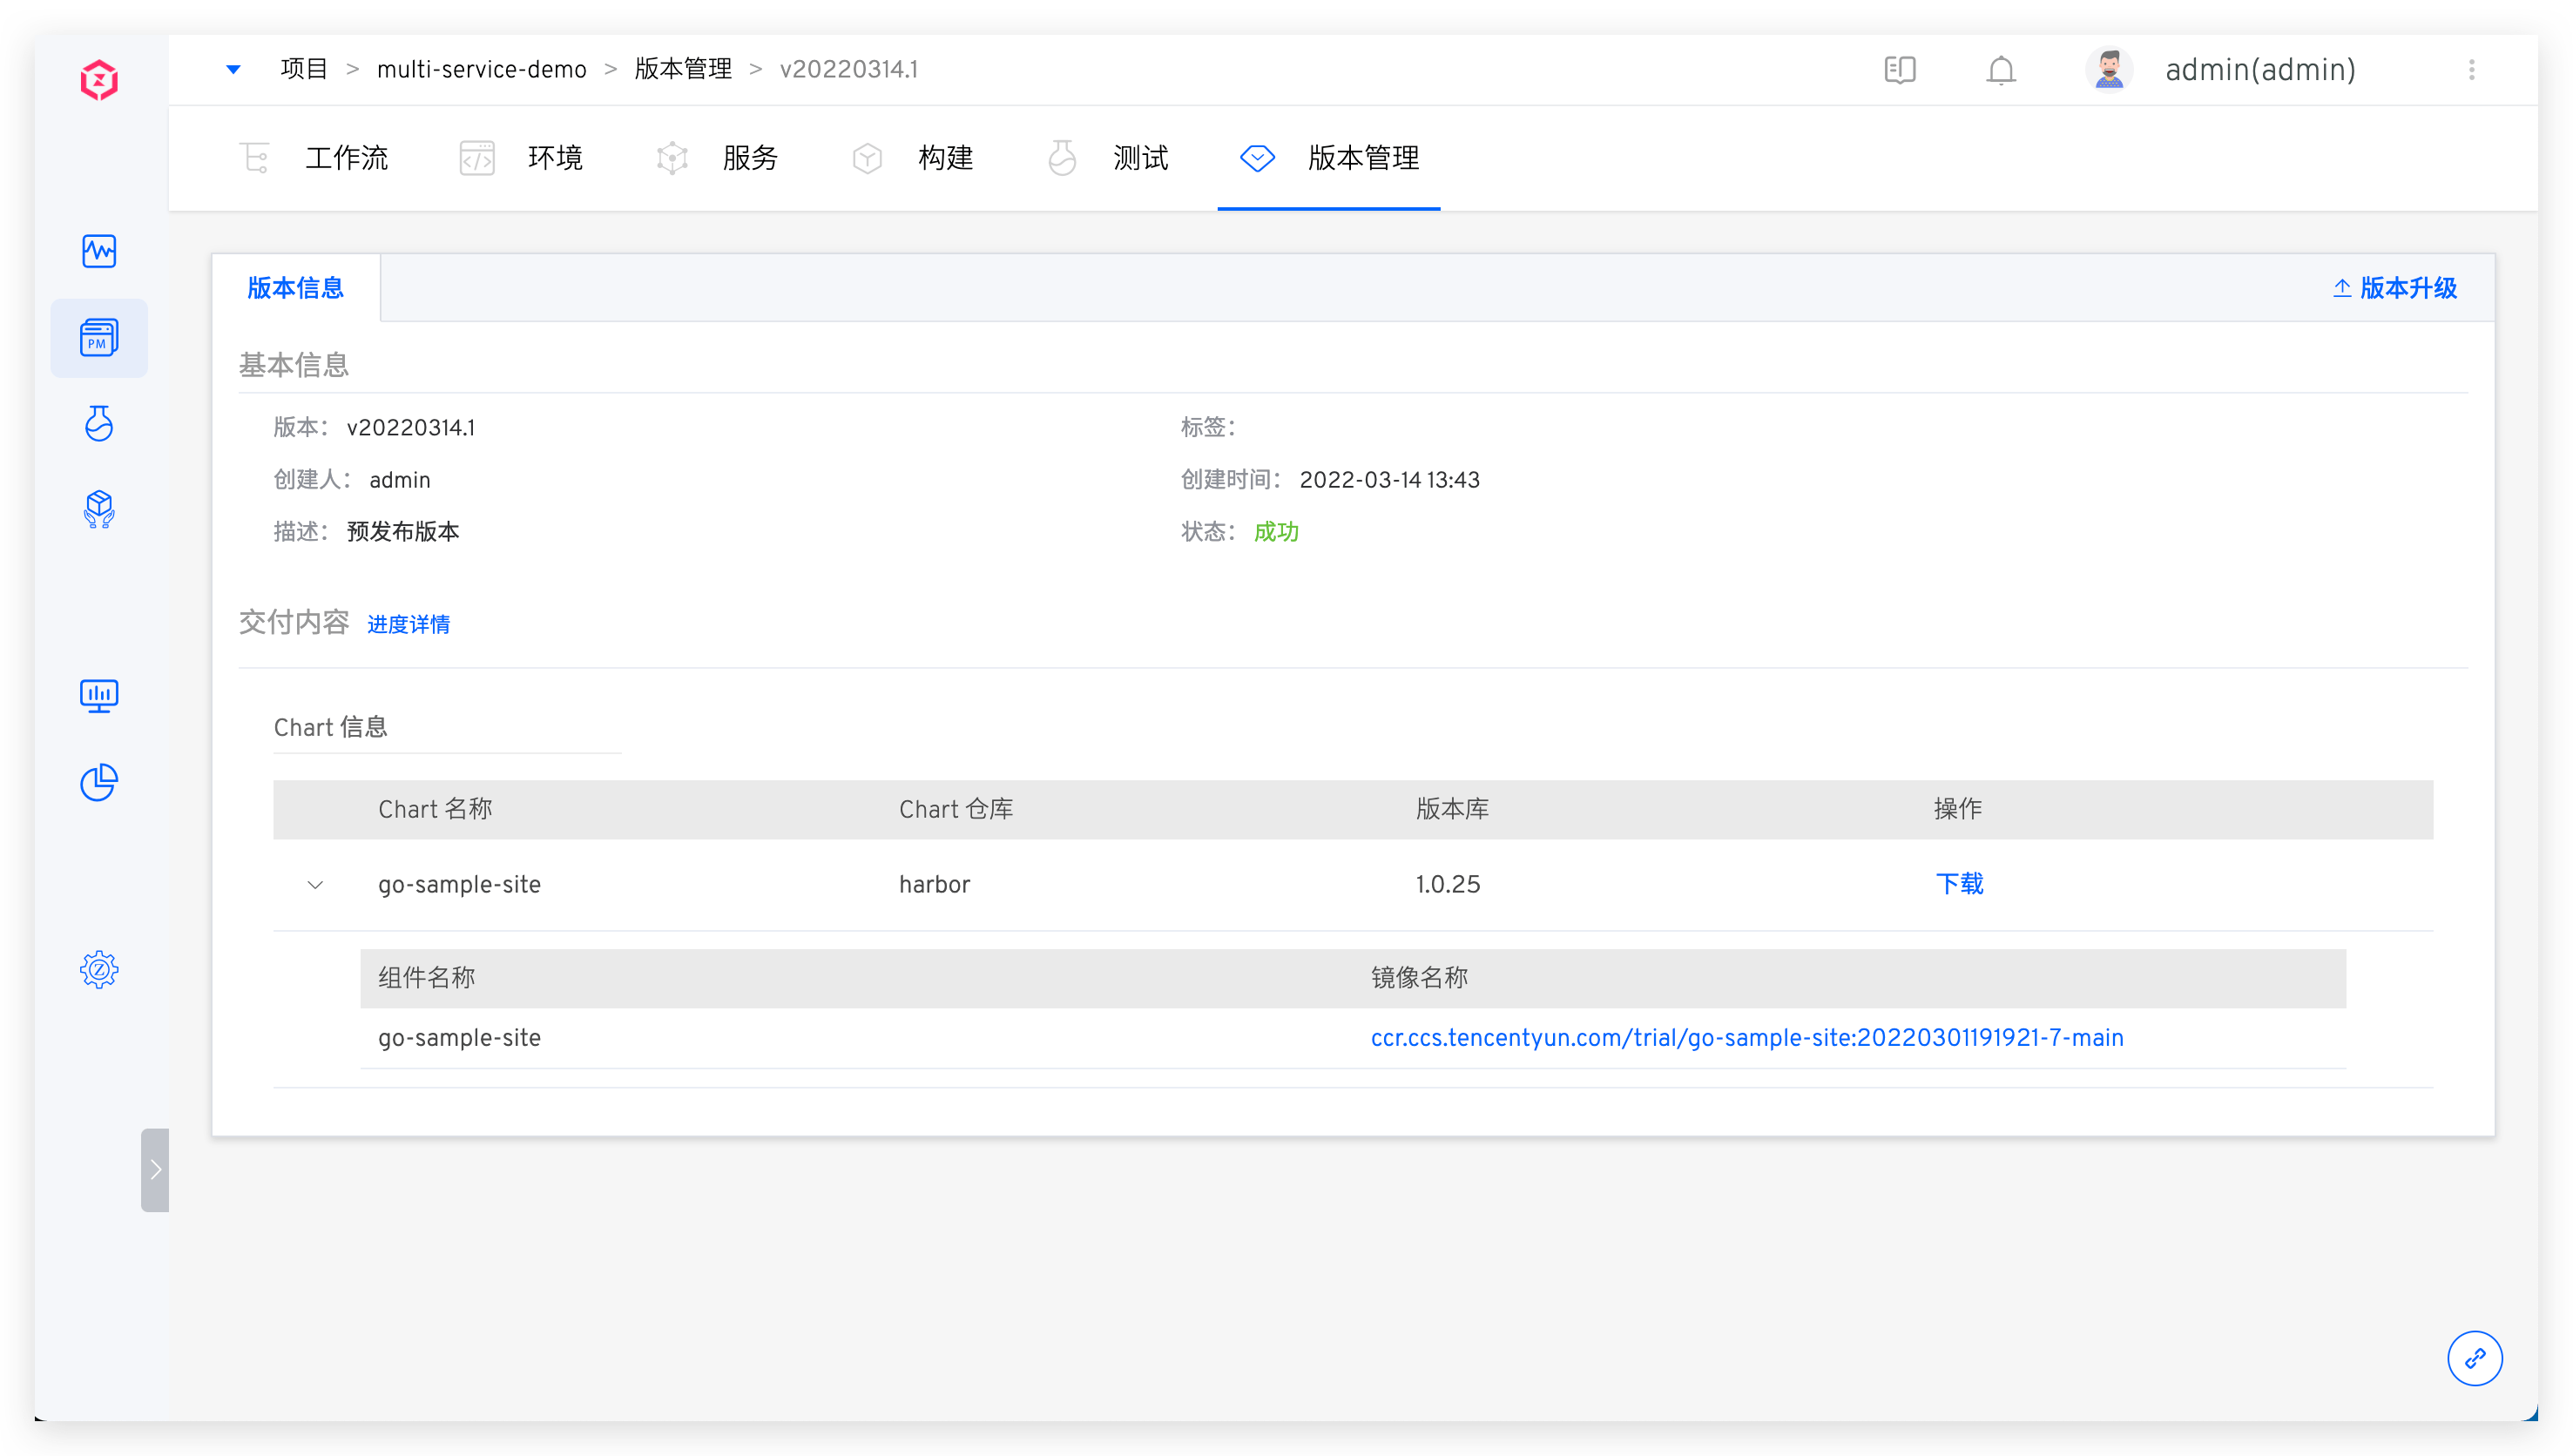 项目 > multi-service-demo > 版本管理 > v20220314.1
admin(admin)
工作流 环境 服务 构建 测试 版本管理
版本信息
版本升级
PM
基本信息
版本： v20220314.1
标签：
创建人： admin
创建时间： 2022-03-14 13:43
描述： 预发布版本
状态： 成功
交付内容 进度详情
Chart 信息
Chart 名称 Chart 仓库 版本库 操作
go-sample-site harbor 1.0.25 下载
组件名称 镜像名称
go-sample-site ccr.ccs.tencentyun.com/trial/go-sample-site:20220301191921-7-main